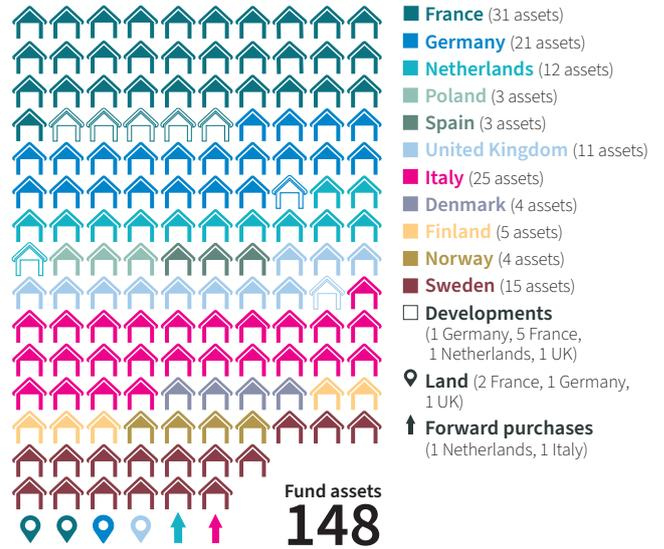 France (31 assets)
Germany (21 assets)
Netherlands (12 assets)
Poland (3 assets)
Spain (3 assets)
United Kingdom (11 assets)
Italy (25 assets)
Denmark (4 assets)
Finland (5 assets)
Norway (4 assets)
Sweden (15 assets)
Developments
(1 Germany, 5 France,
1 Netherlands, 1 UK)
Land (2 France, 1 Germany,
1 UK)
Forward purchases
(1 Netherlands, 1 Italy)
Fund assets
148